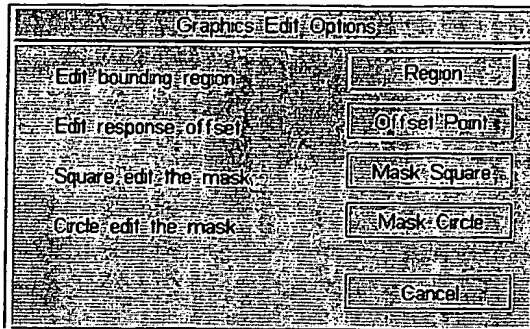 Graphics Edit Options
Edit bounding region Region
Edit response offset Offset Point
Square edit the mask Mask Square
Circle edit the mask Mask Circle
Cancel